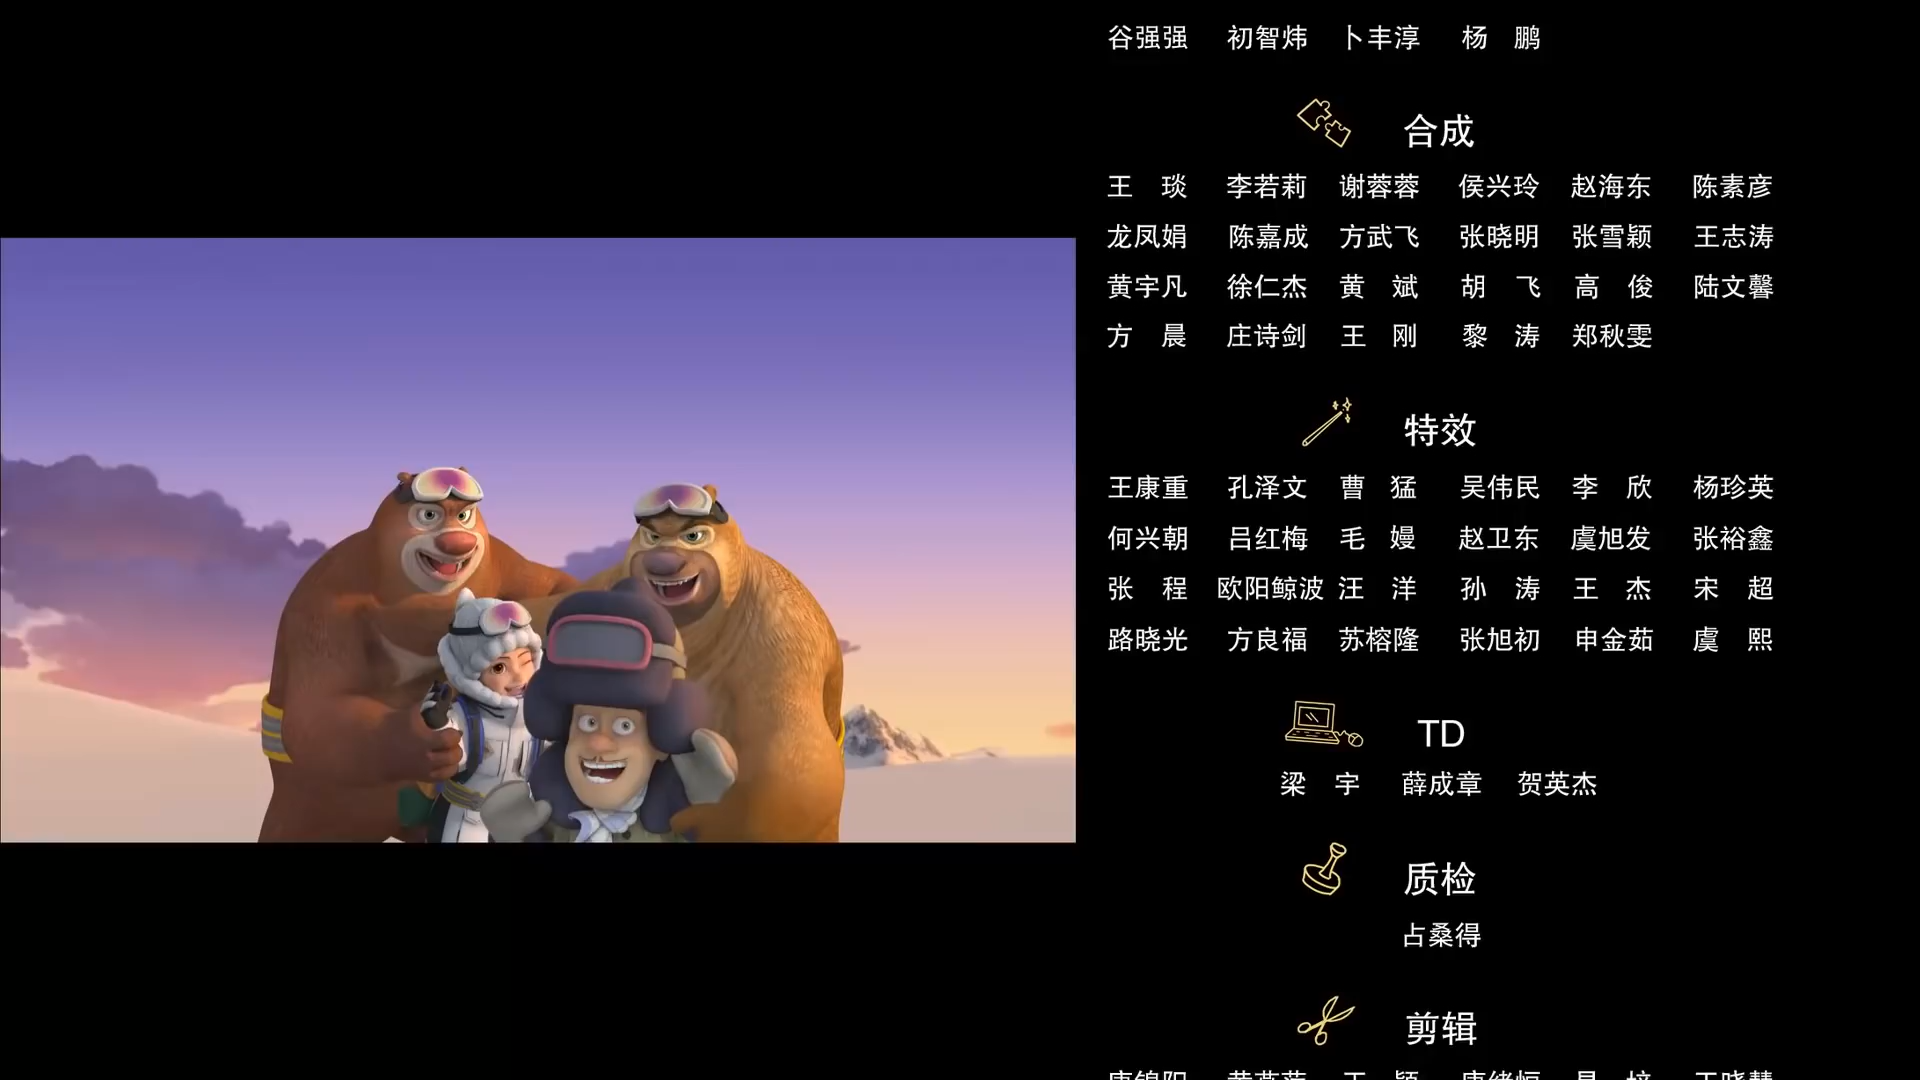 谷强强 初智炜 卜丰淳 杨 鹏
合成
王 琰 李若莉 谢蓉蓉 侯兴玲 赵海东 陈素彦
龙凤娟 陈嘉成 方武飞 张晓明 张雪颖 王志涛
黄宇凡 徐仁杰 黄 斌 胡 飞 高 俊 陆文馨
方 晨 庄诗剑 王 刚 黎 涛 郑秋雯
特效
王康重 孔泽文 曹 猛 吴伟民 李 欣 杨珍英
何兴朝 吕红梅 毛 嫚 赵卫东 虞旭发 张裕鑫
张 程 欧阳鲸波 汪 洋 孙 涛 王 杰 宋 超
路晓光 方良福 苏榕隆 张旭初 申金茹 虞 熙
TD
梁 宇 薛成章 贺英杰
质检
占桑得
剪辑